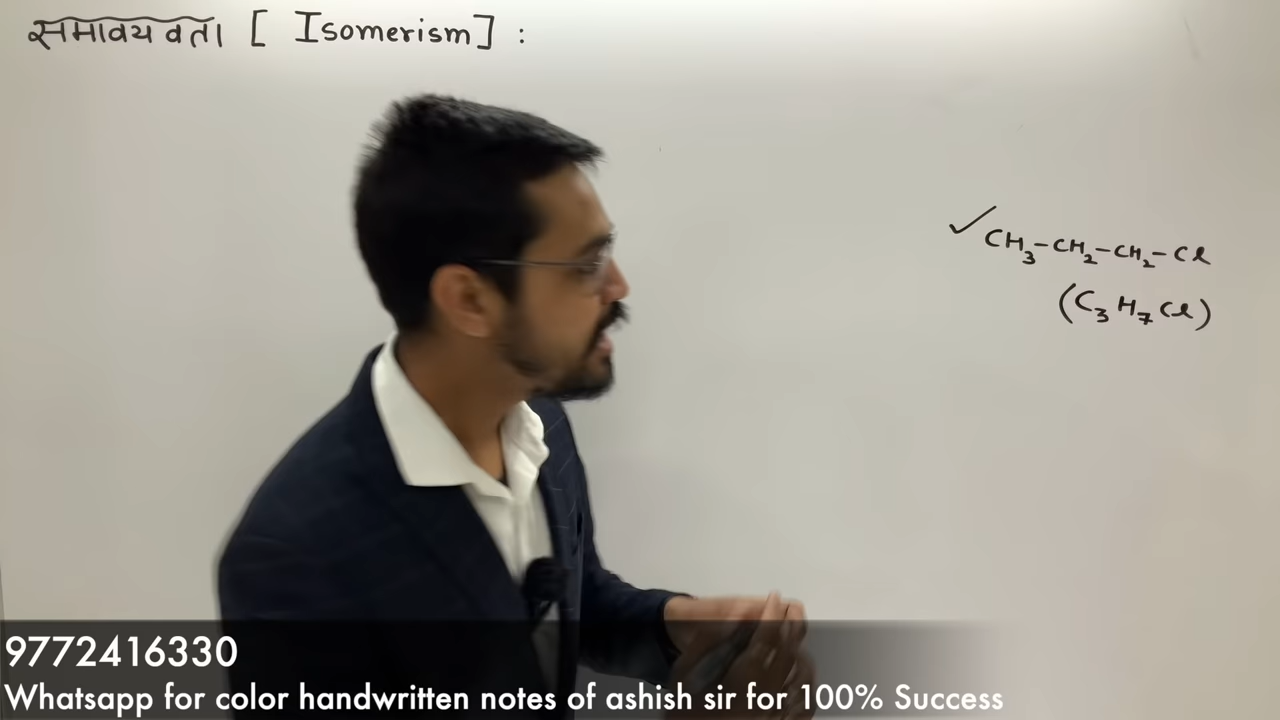 समावयवता [ Isomerism ] :
✓CH₃-CH₂-CH₂-Cl
(C₃H₇Cl)
9772416330
Whatsapp for color handwritten notes of ashish sir for 100% Success